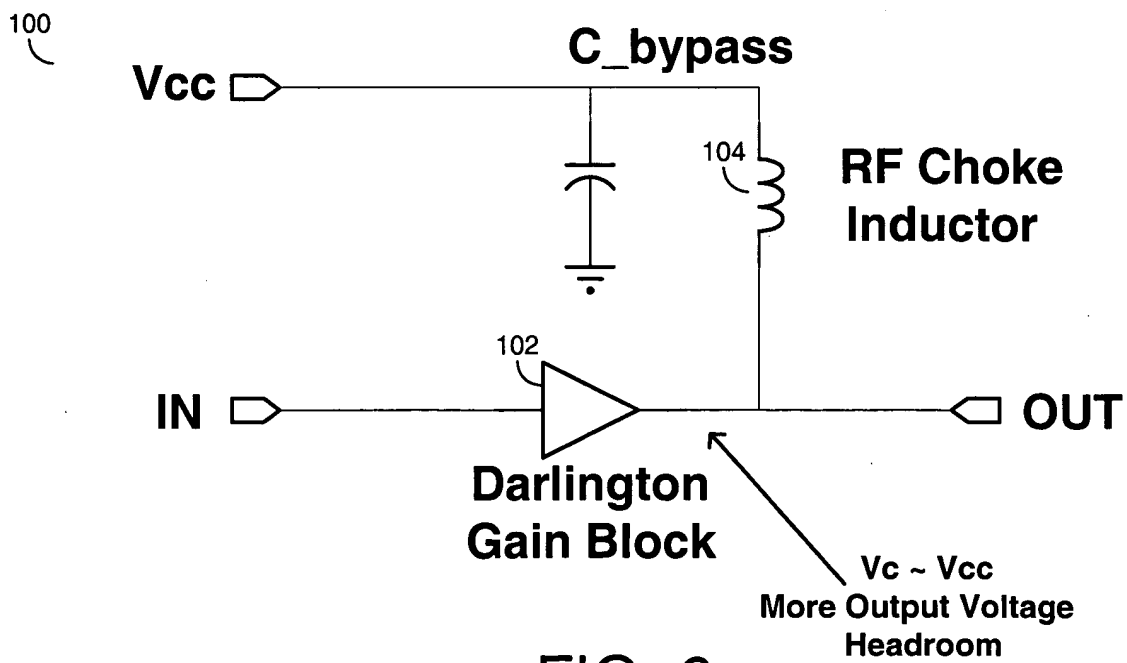 100
C_bypass
Vcc
104
RF Choke
Inductor
102
IN
OUT
Darlington
Gain Block
Vc ~ Vcc
More Output Voltage
Headroom